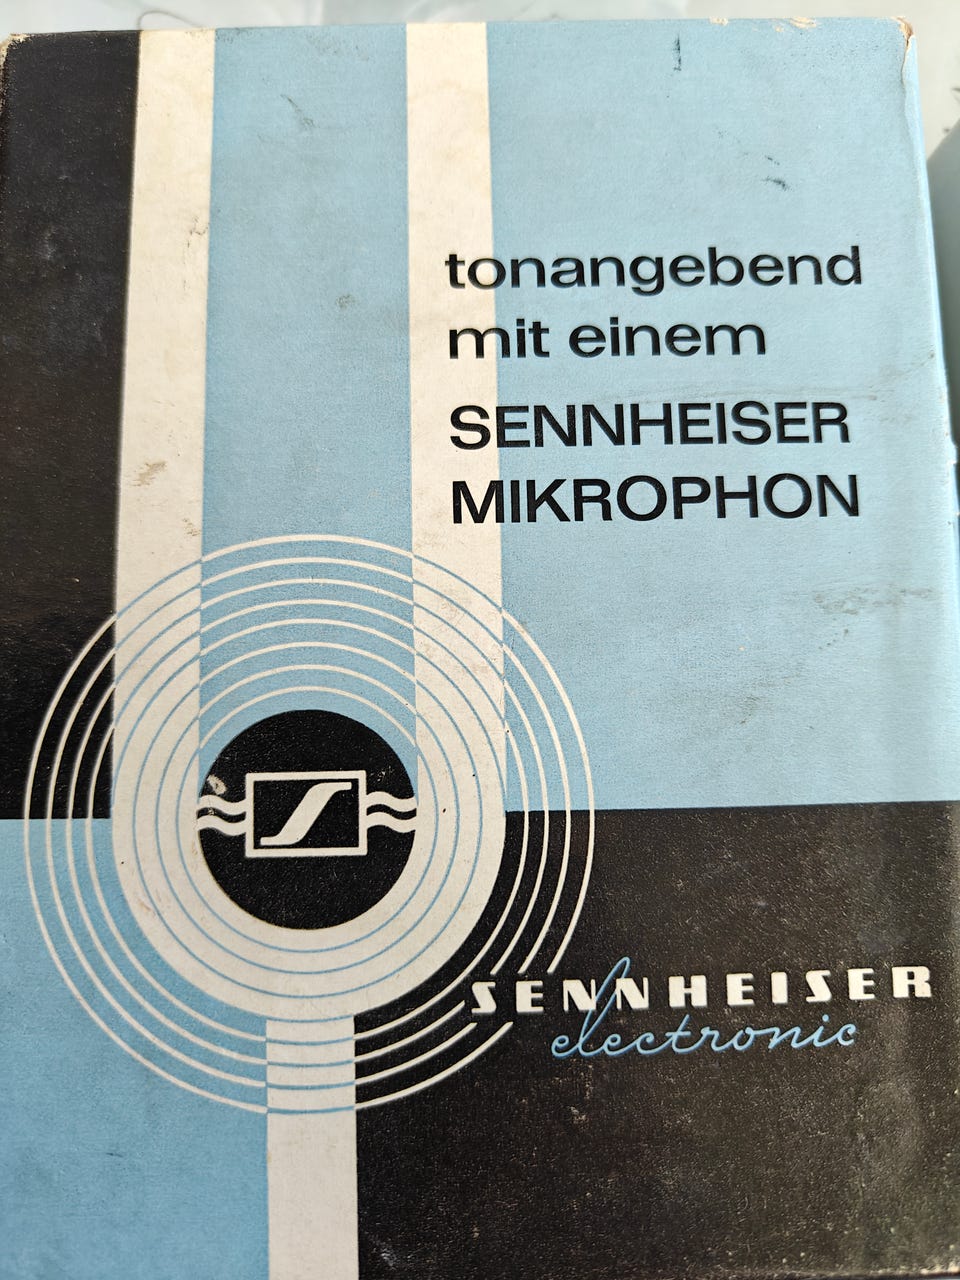 tonangebend
mit einem
SENNHEISER
MIKROPHON
SENNHEISER
electronic